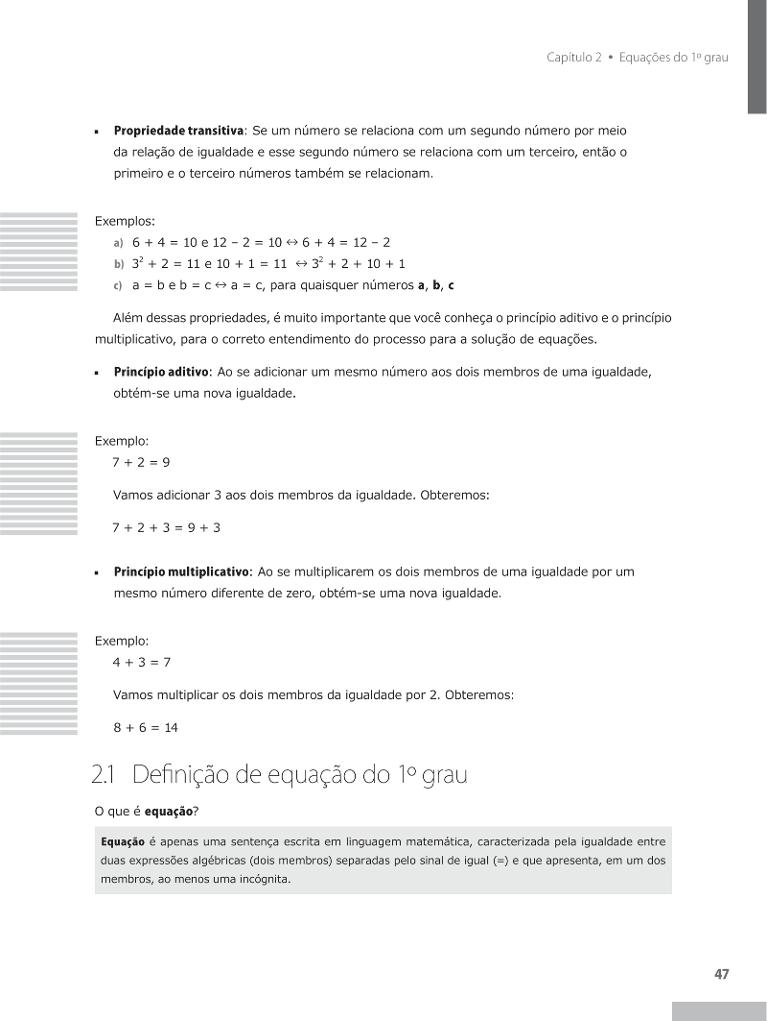 Capítulo 2 • Equações do 1º grau
▪ Propriedade transitiva: Se um número se relaciona com um segundo número por meio
da relação de igualdade e esse segundo número se relaciona com um terceiro, então o
primeiro e o terceiro números também se relacionam.
Exemplos:
a) 6 + 4 = 10 e 12 – 2 = 10 ↔ 6 + 4 = 12 – 2
b) 3² + 2 = 11 e 10 + 1 = 11 ↔ 3² + 2 + 10 + 1
c) a = b e b = c ↔ a = c, para quaisquer números a, b, c
Além dessas propriedades, é muito importante que você conheça o princípio aditivo e o princípio
multiplicativo, para o correto entendimento do processo para a solução de equações.
▪ Princípio aditivo: Ao se adicionar um mesmo número aos dois membros de uma igualdade,
obtém-se uma nova igualdade.
Exemplo:
7 + 2 = 9
Vamos adicionar 3 aos dois membros da igualdade. Obteremos:
7 + 2 + 3 = 9 + 3
▪ Princípio multiplicativo: Ao se multiplicarem os dois membros de uma igualdade por um
mesmo número diferente de zero, obtém-se uma nova igualdade.
Exemplo:
4 + 3 = 7
Vamos multiplicar os dois membros da igualdade por 2. Obteremos:
8 + 6 = 14
2.1 Definição de equação do 1º grau
O que é equação?
Equação é apenas uma sentença escrita em linguagem matemática, caracterizada pela igualdade entre
duas expressões algébricas (dois membros) separadas pelo sinal de igual (=) e que apresenta, em um dos
membros, ao menos uma incógnita.
47